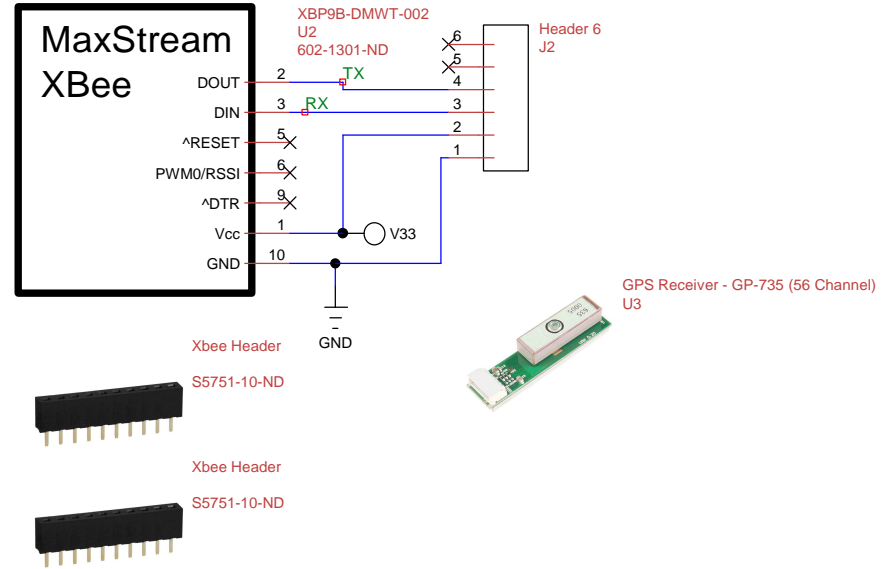 XBP9B-DMWT-002
U2
602-1301-ND
MaxStream
XBee
Header 6
J2
6
5
DOUT 2 TX 4
DIN 3 RX 3
^RESET 5 2
PWM0/RSSI 6 1
^DTR 9
Vcc 1 V33
GND 10
GND
GPS Receiver - GP-735 (56 Channel)
U3
Xbee Header
S5751-10-ND
Xbee Header
S5751-10-ND